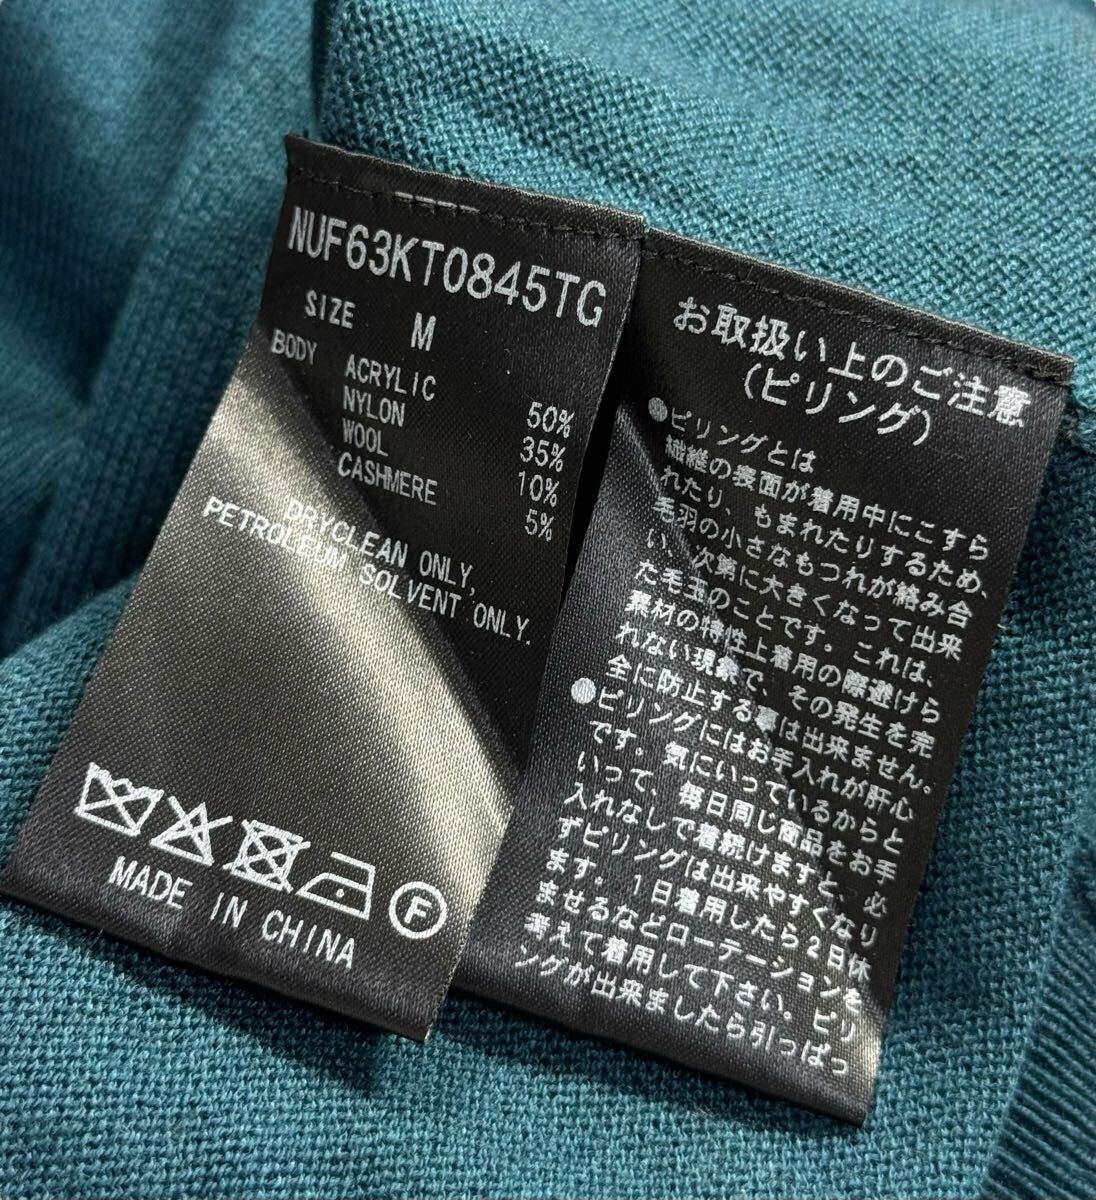 NUF63KT0845TG
SIZE M
BODY ACRYLIC 50%
NYLON 35%
WOOL 10%
CASHMERE 5%
DRYCLEAN ONLY,
PETROLEUM SOLVENT ONLY.
F
MADE IN CHINA
お取扱い上のご注意
(ピリング)
●ピリングとは
繊維の表面が着用中にこすら
れたり、もまれたりするため、
毛羽の小さなもつれが絡み合
い、次第に大きくなって出来
た毛玉のことです。これは、
素材の特性上着用の際避けら
れない現象で、その発生を完
全に防止する事は出来ません。
●ピリングにはお手入れが肝心
です。気にいっているからと
いって、毎日同じ商品をお手
入れなしで着続けますと、必
ずピリングは出来やすくなり
ます。1日着用したら2日休
ませるなどローテーションを
考えて着用して下さい。ピリ
ングが出来ましたら引っぱっ